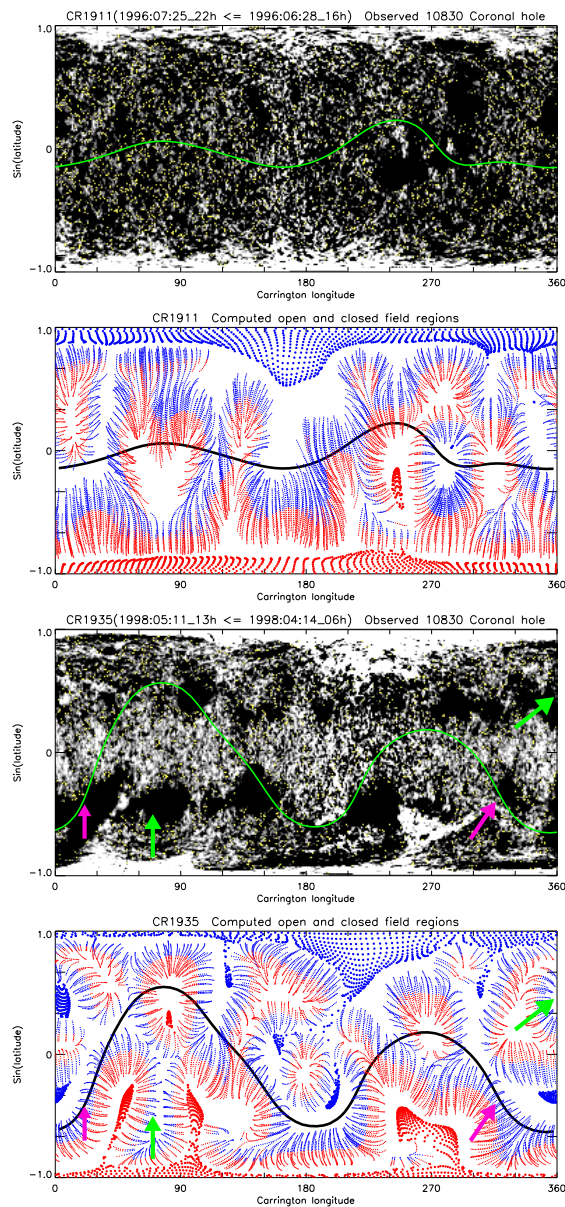 CR1911(1996:07:25_22h <= 1996:06:28_16h) Observed 10830 Coronal hole
1.0
0
-1.0
Sin(latitude)
0 90 180 270 360
Carrington longitude
CR1911 Computed open and closed field regions
1.0
0
-1.0
Sin(latitude)
0 90 180 270 360
Carrington longitude
CR1935(1998:05:11_13h <= 1998:04:14_06h) Observed 10830 Coronal hole
1.0
0
-1.0
Sin(latitude)
0 90 180 270 360
Carrington longitude
CR1935 Computed open and closed field regions
1.0
0
-1.0
Sin(latitude)
0 90 180 270 360
Carrington longitude